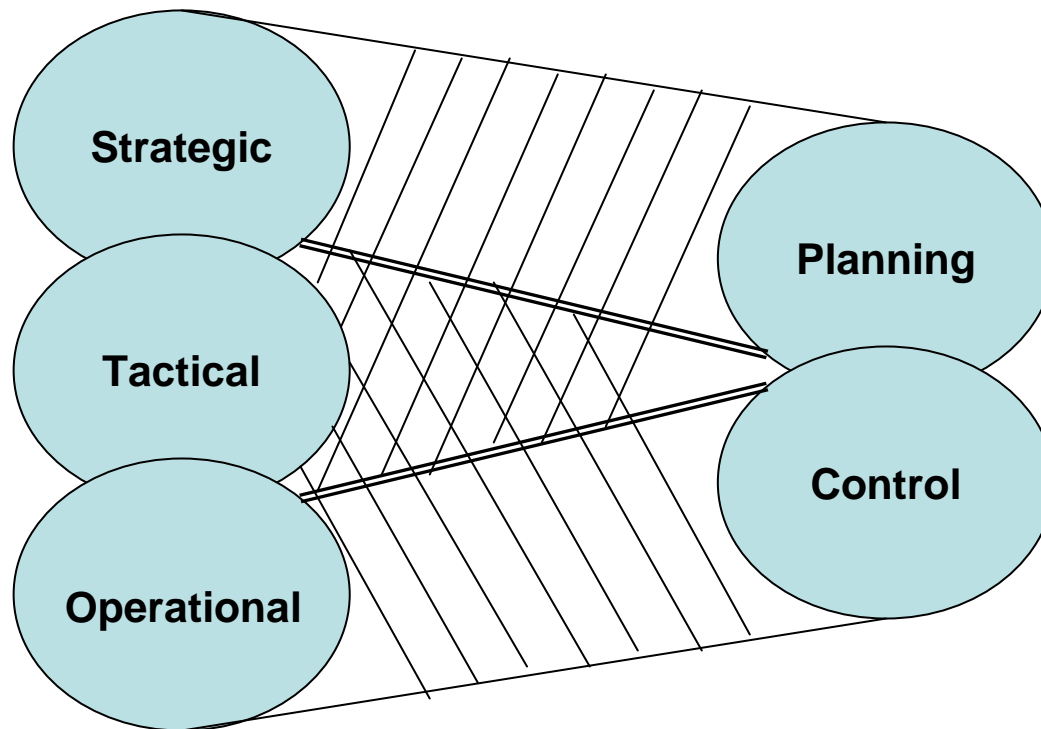 Strategic
Planning
Tactical
Control
Operational